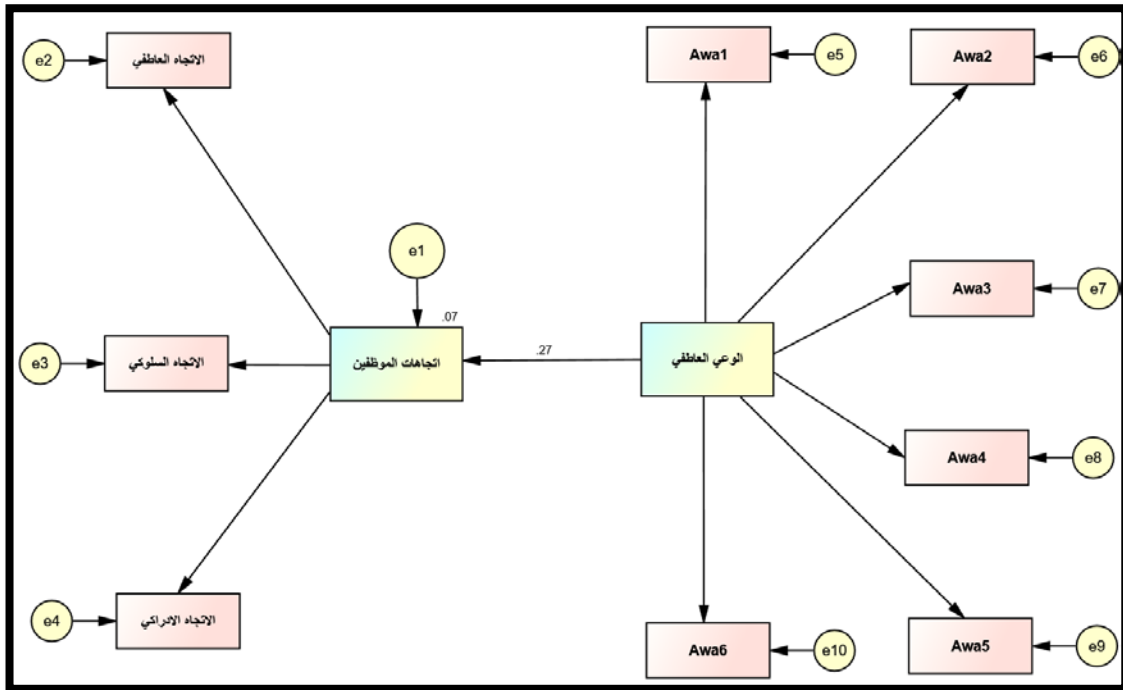 e2
الاتجاه العاطفي
Awa1
e5
Awa2
e6
e1
.07
Awa3
e7
e3
الاتجاه السلوكي
اتجاهات الموظفين
.27
الوعي العاطفي
Awa4
e8
e4
الاتجاه الادراكي
Awa6
e10
Awa5
e9